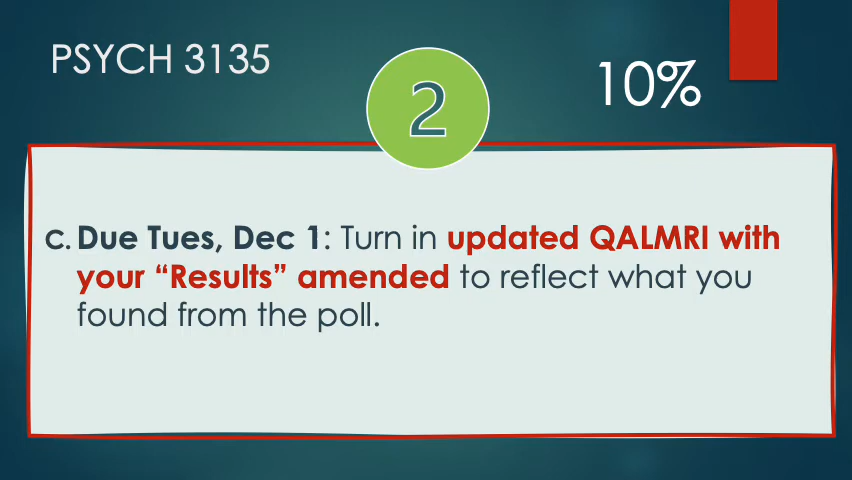 PSYCH 3135
2
10%
c. Due Tues, Dec 1: Turn in updated QALMRI with
your “Results” amended to reflect what you
found from the poll.